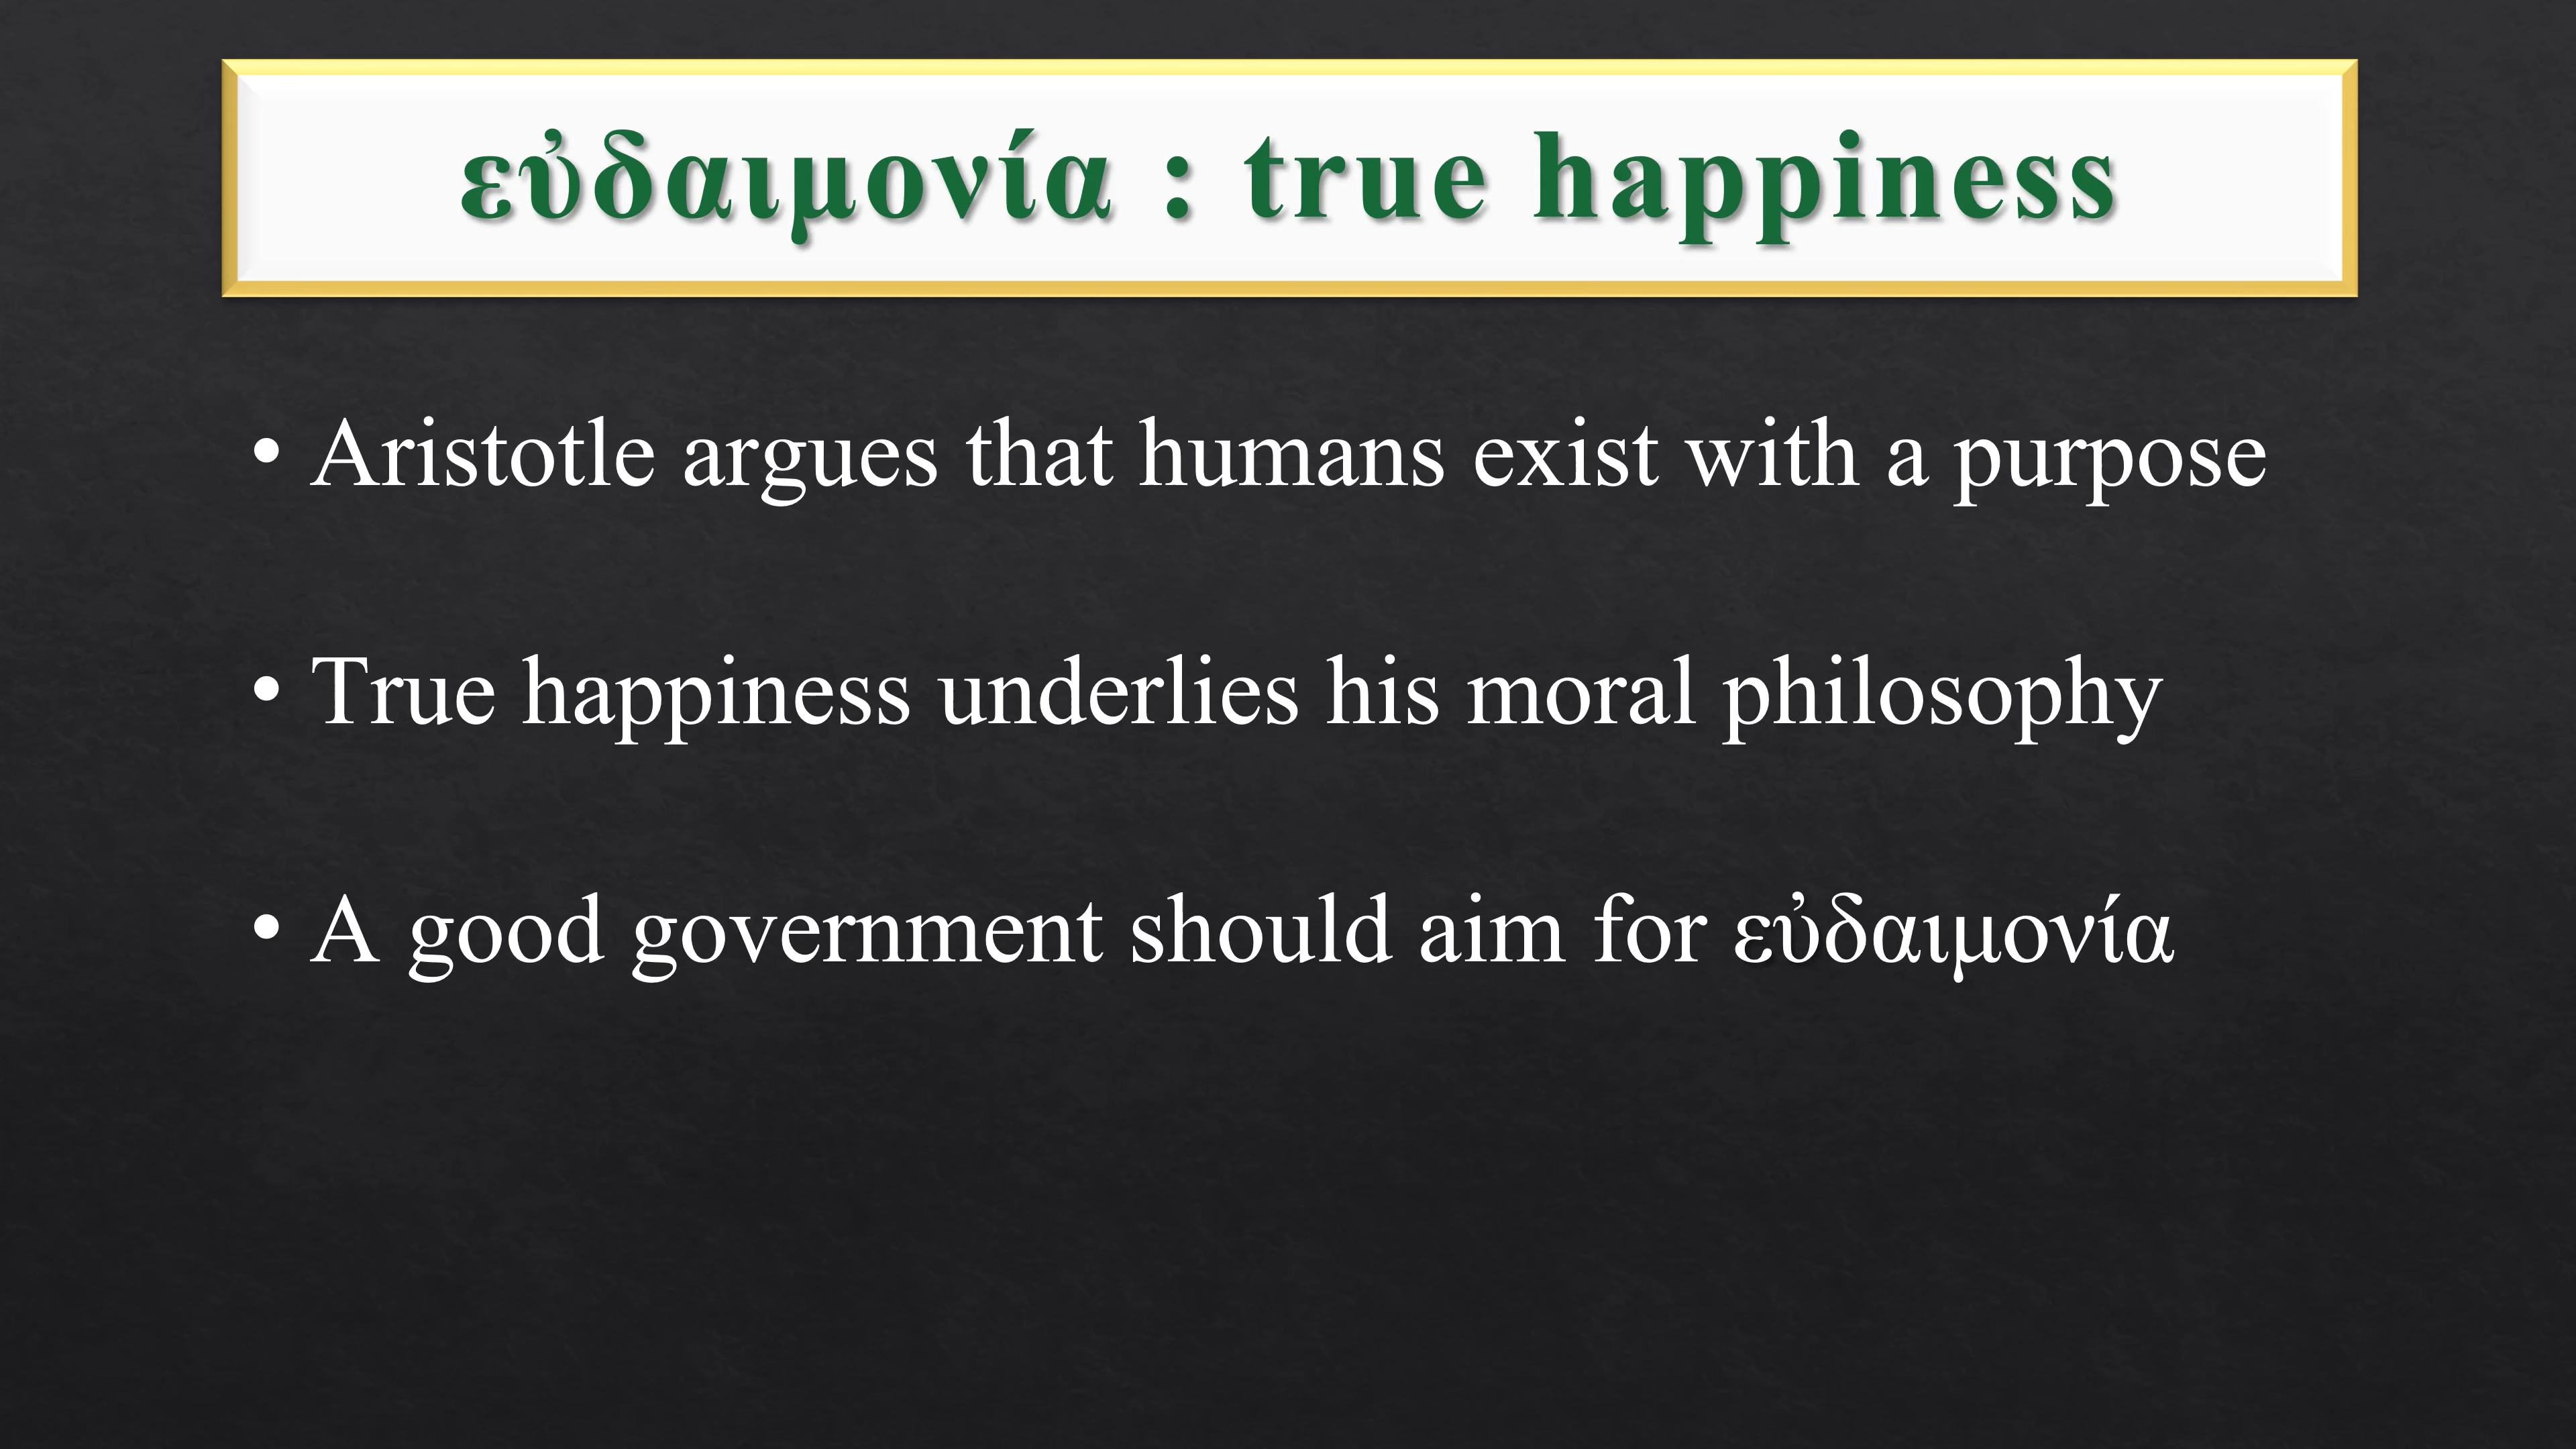 εὐδαιμονία : true happiness
• Aristotle argues that humans exist with a purpose
• True happiness underlies his moral philosophy
• A good government should aim for εὐδαιμονία